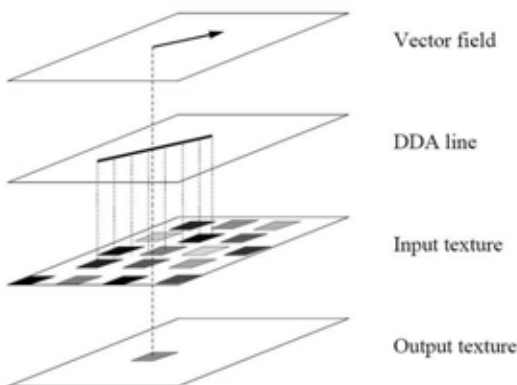 Vector field
DDA line
Input texture
Output texture